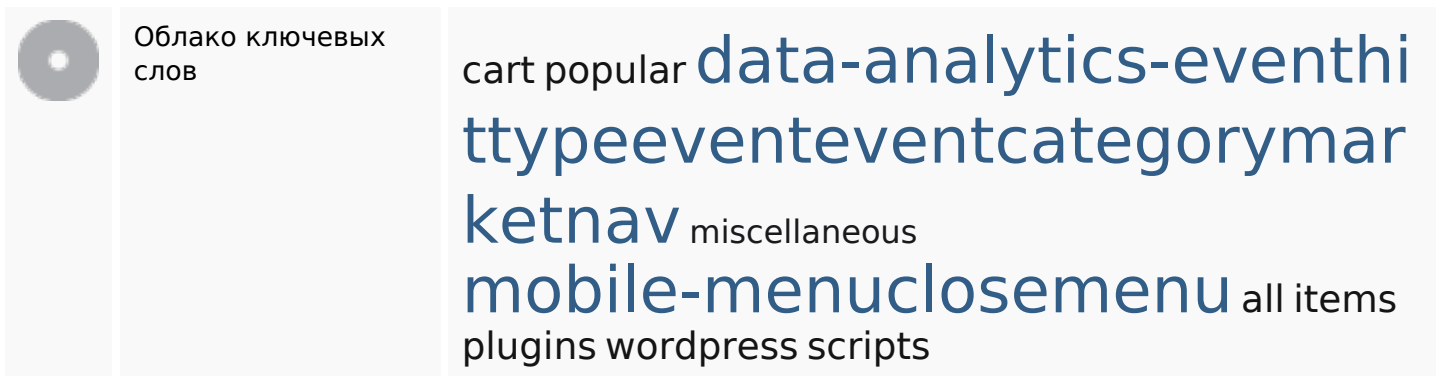 Облако ключевых
слов
cart popular data-analytics-eventhi
ttypeeventeventcategorymar
ketnav miscellaneous
mobile-menuclosemenu all items
plugins wordpress scripts